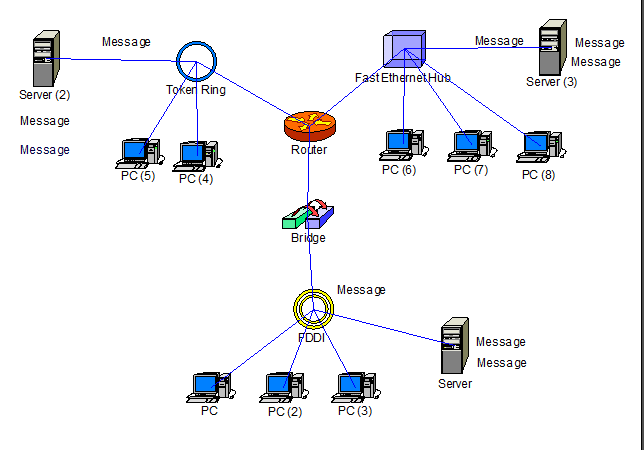 Message
Message
Message
Message
Token Ring
Fast Ethernet Hub
Server (2)
Server (3)
Message
Message
Router
PC (5)
PC (4)
PC (6)
PC (7)
PC (8)
Bridge
Message
FDDI
Message
Message
Server
PC
PC (2)
PC (3)